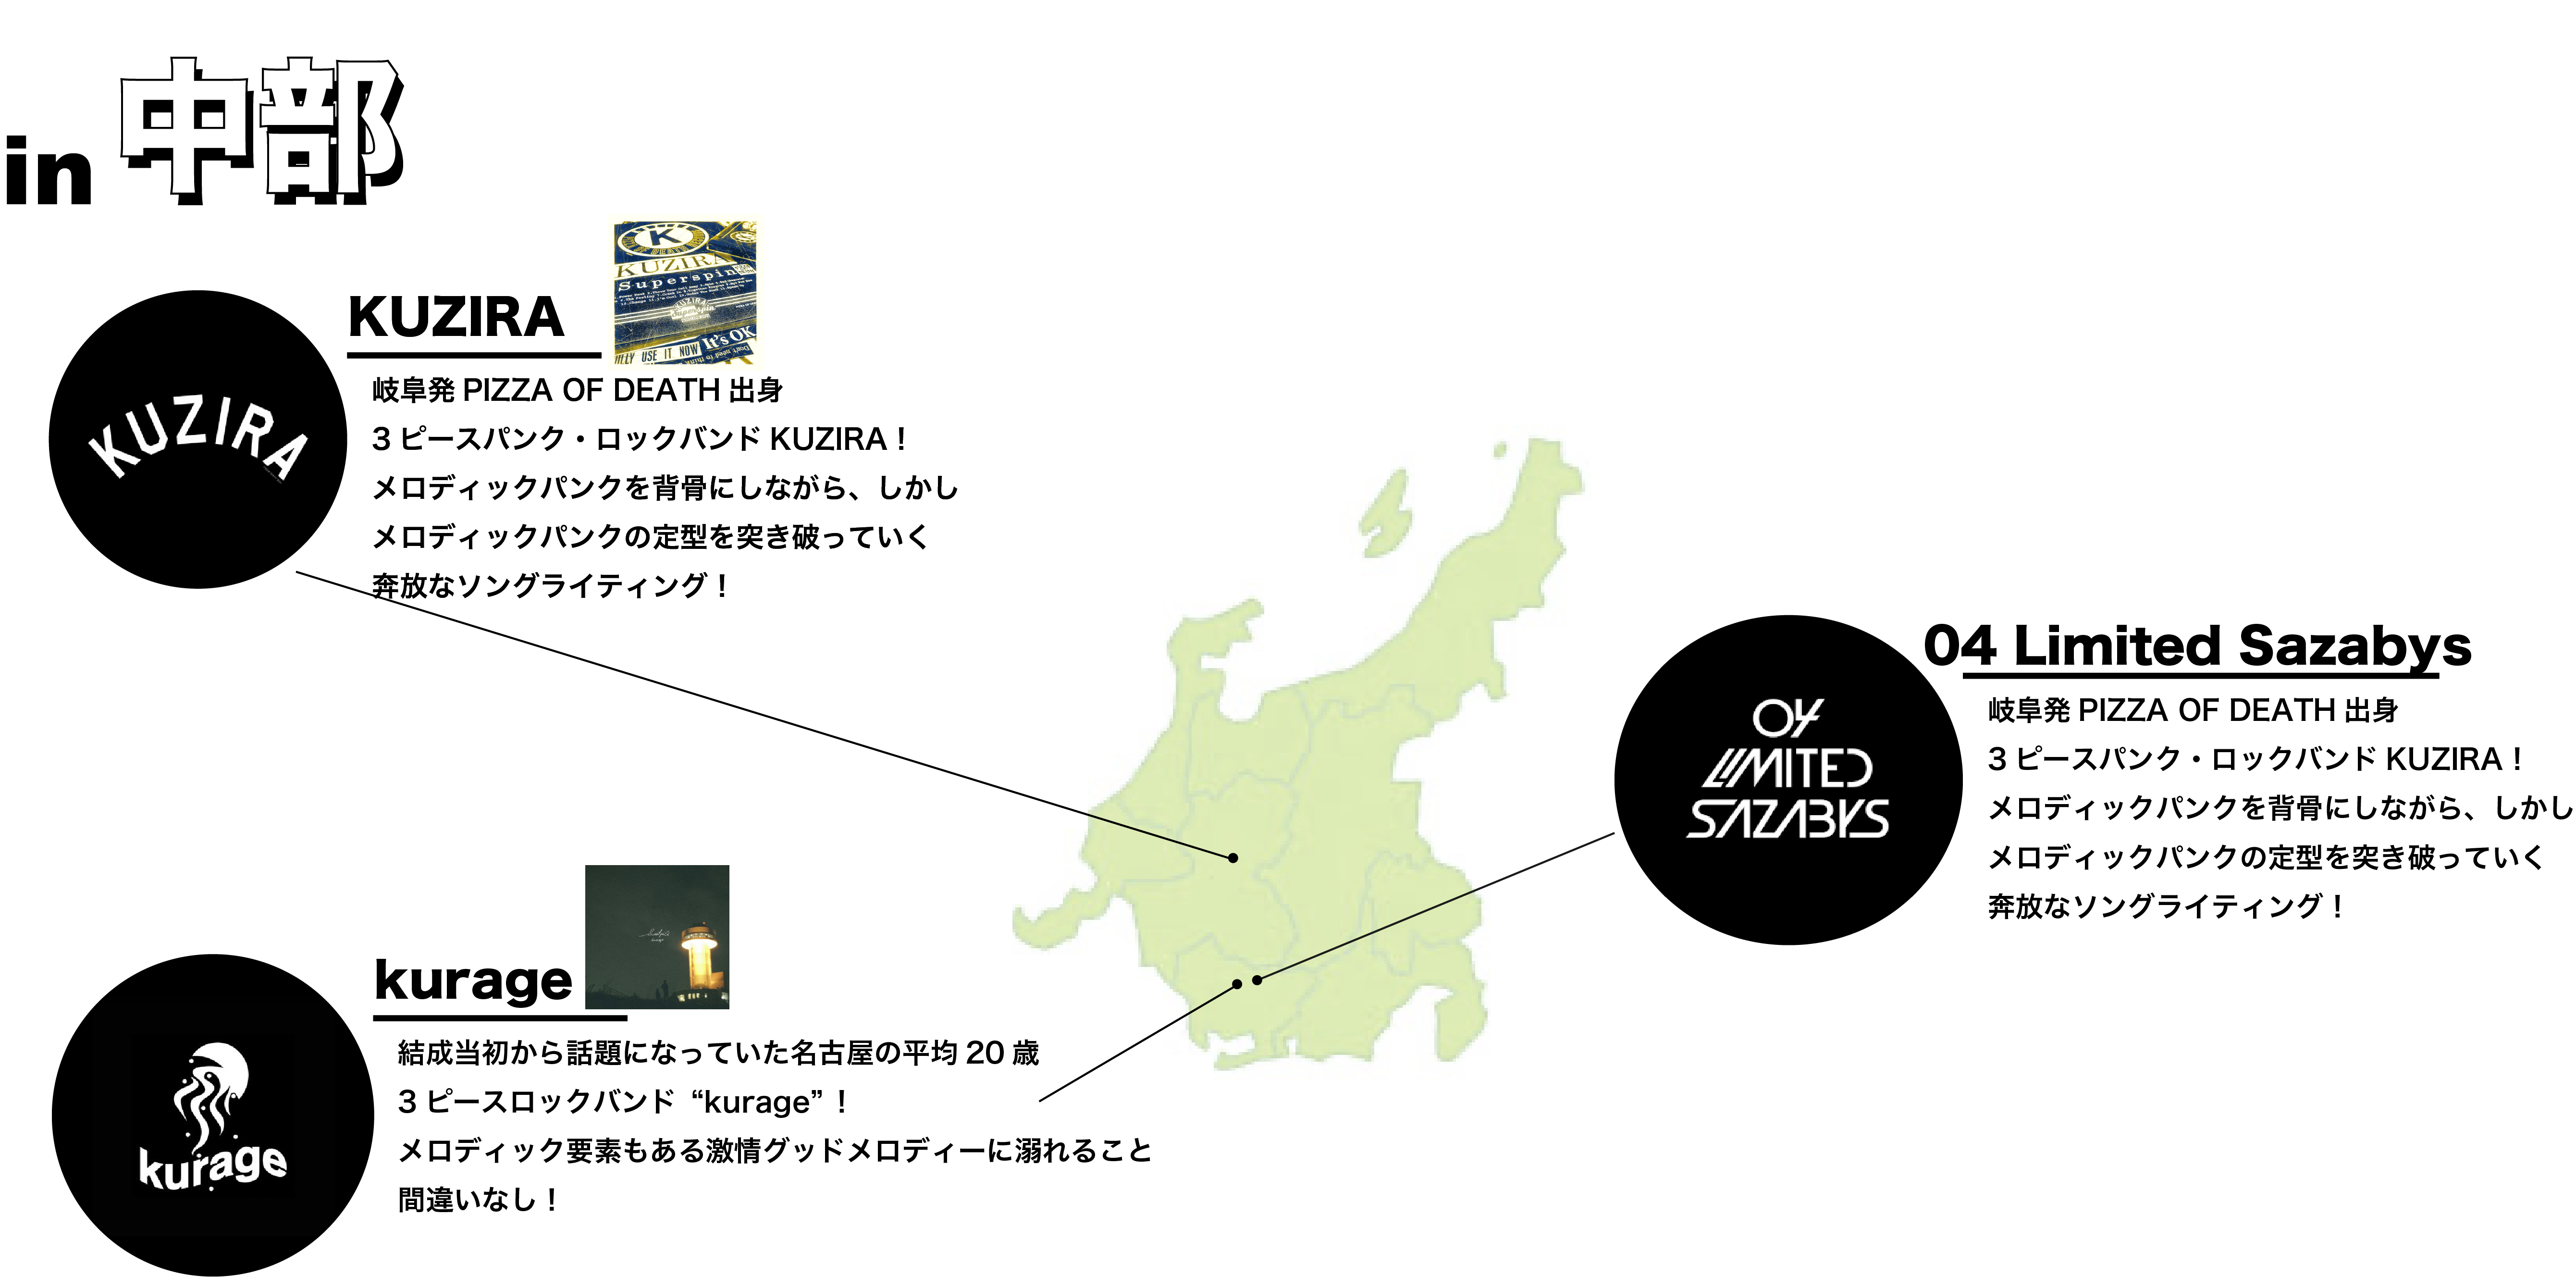 in 中部
KUZIRA
KUZIRA
K
KUZIRA
Superspin
USE IT NOW
It's OK
岐阜発 PIZZA OF DEATH 出身
3 ピースパンク・ロックバンド KUZIRA！
メロディックパンクを背骨にしながら、しかし
メロディックパンクの定型を突き破っていく
奔放なソングライティング！
04 Limited Sazabys
04
LIMITED
SAZABYS
岐阜発 PIZZA OF DEATH 出身
3 ピースパンク・ロックバンド KUZIRA！
メロディックパンクを背骨にしながら、しかし
メロディックパンクの定型を突き破っていく
奔放なソングライティング！
kurage
kurage
結成当初から話題になっていた名古屋の平均 20 歳
3 ピースロックバンド “kurage”！
メロディック要素もある激情グッドメロディーに溺れること
間違いなし！